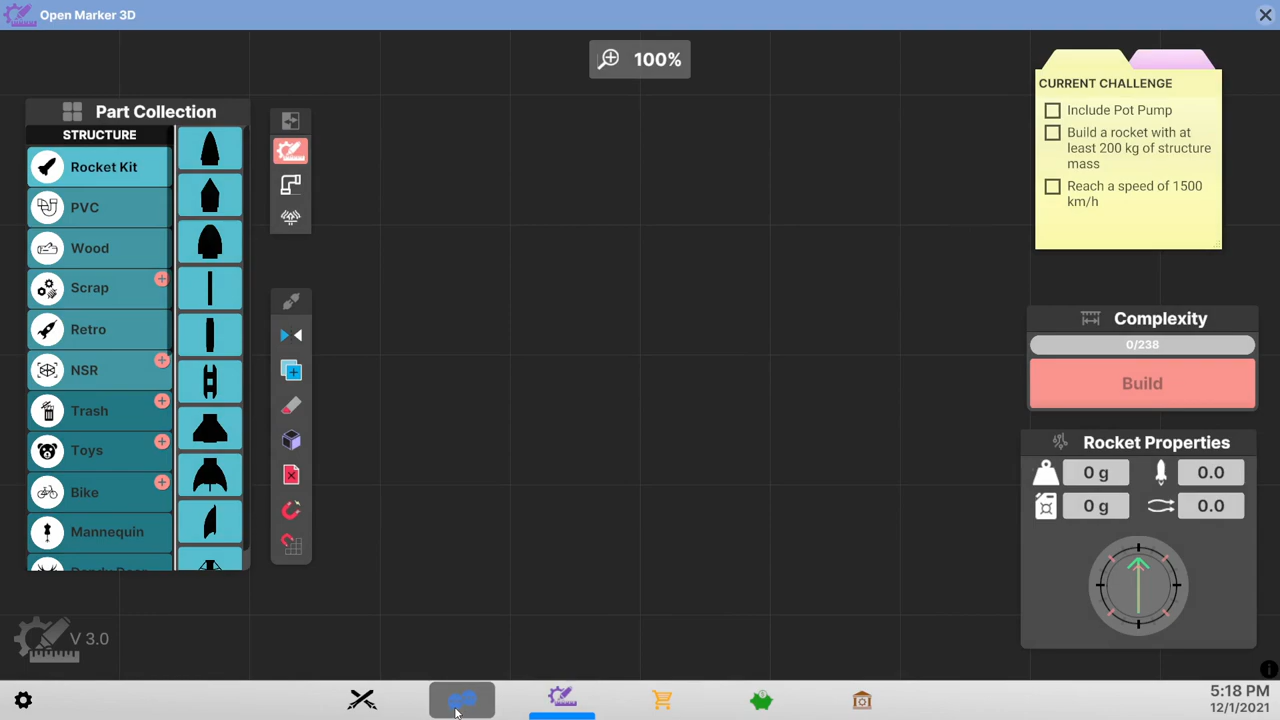 Open Marker 3D
100%
Part Collection
STRUCTURE
Rocket Kit
PVC
Wood
Scrap
Retro
NSR
Trash
Toys
Bike
Mannequin
CURRENT CHALLENGE
Include Pot Pump
Build a rocket with at
least 200 kg of structure
mass
Reach a speed of 1500
km/h
Complexity
0/238
Build
Rocket Properties
0 g
0.0
0 g
0.0
V 3.0
5:18 PM
12/1/2021